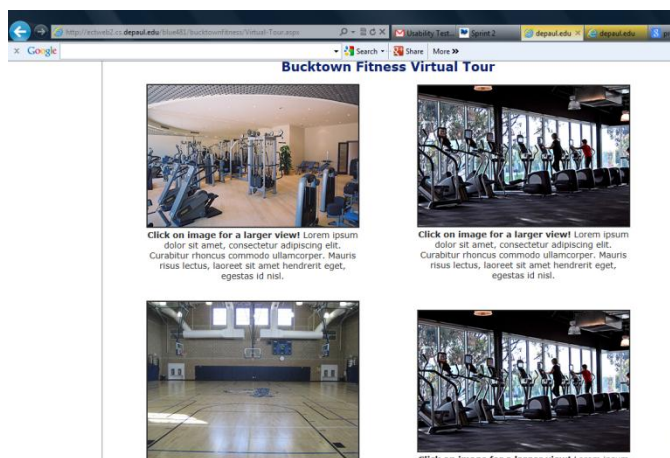 http://ectweb2.cs.depaul.edu/blue481/bucktownfitness/Virtual-Tour.aspx
Usability Test...
Sprint 2
depaul.edu
depaul.edu
x Google
Search
Share
More »
Bucktown Fitness Virtual Tour
Click on image for a larger view! Lorem ipsum
dolor sit amet, consectetur adipiscing elit.
Curabitur rhoncus commodo ullamcorper. Mauris
risus lectus, laoreet sit amet hendrerit eget,
egestas id nisl.
Click on image for a larger view! Lorem ipsum
dolor sit amet, consectetur adipiscing elit.
Curabitur rhoncus commodo ullamcorper. Mauris
risus lectus, laoreet sit amet hendrerit eget,
egestas id nisl.